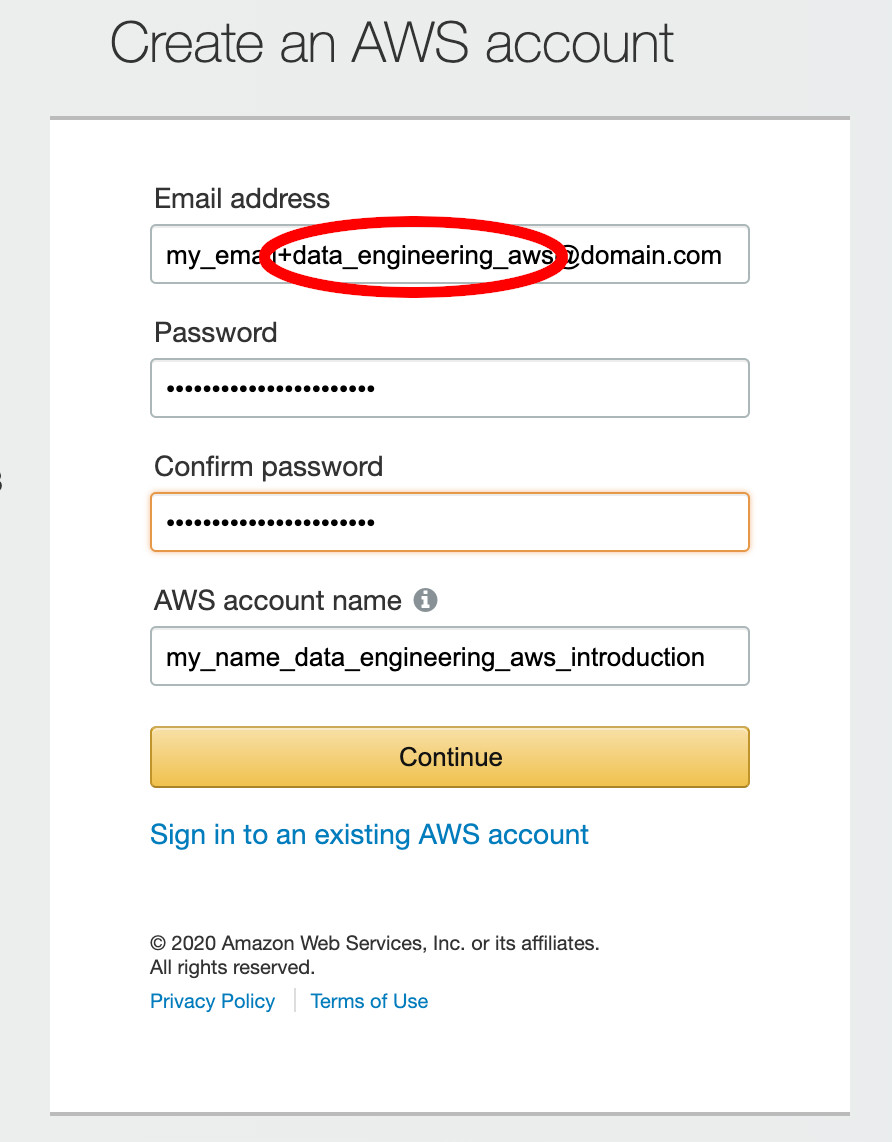 Create an AWS account
Email address
my_email+data_engineering_aws@domain.com
Password
Confirm password
AWS account name
my_name_data_engineering_aws_introduction
Continue
Sign in to an existing AWS account
© 2020 Amazon Web Services, Inc. or its affiliates.
All rights reserved.
Privacy Policy Terms of Use